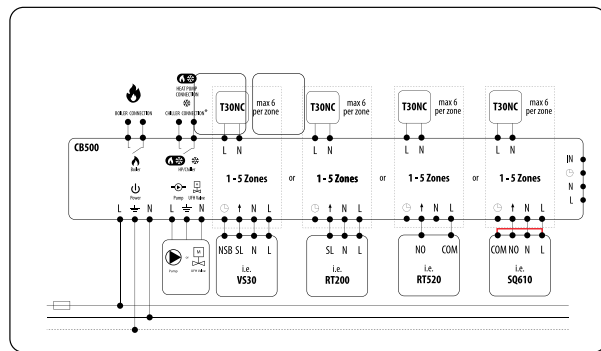 HEAT PUMP
CONNECTION
BOILER CONNECTION
CHILLER CONNECTION*
T30NC
max 6
per zone
T30NC
max 6
per zone
T30NC
max 6
per zone
T30NC
max 6
per zone
CB500
L N
L N
L N
L N
IN
N
L
Boiler
HP/Chiller
1 - 5 Zones
or
1 - 5 Zones
or
1 - 5 Zones
or
1 - 5 Zones
Power
Pump
UFH Valve
L N
L N
N L
N L
N L
N L
NSB SL N L
SL N L
NO COM
COM NO N L
M
or
Pump
UFH Valve
i.e.
VS30
i.e.
RT200
i.e.
RT520
i.e.
SQ610